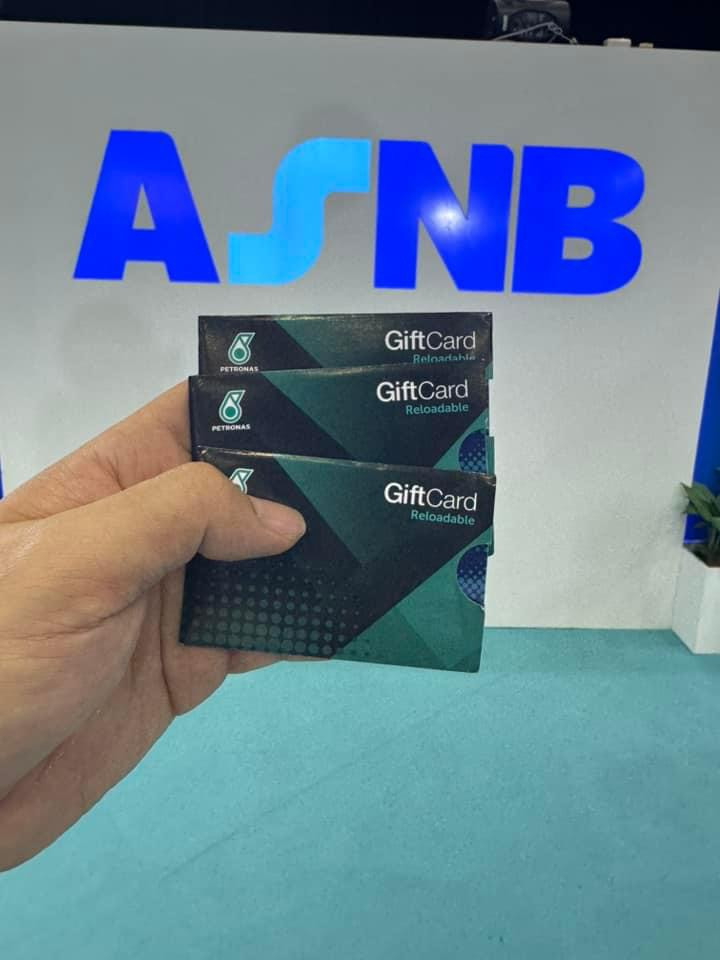 ASNB
GiftCard
Reloadable
PETRONAS
GiftCard
Reloadable
PETRONAS
GiftCard
Reloadable